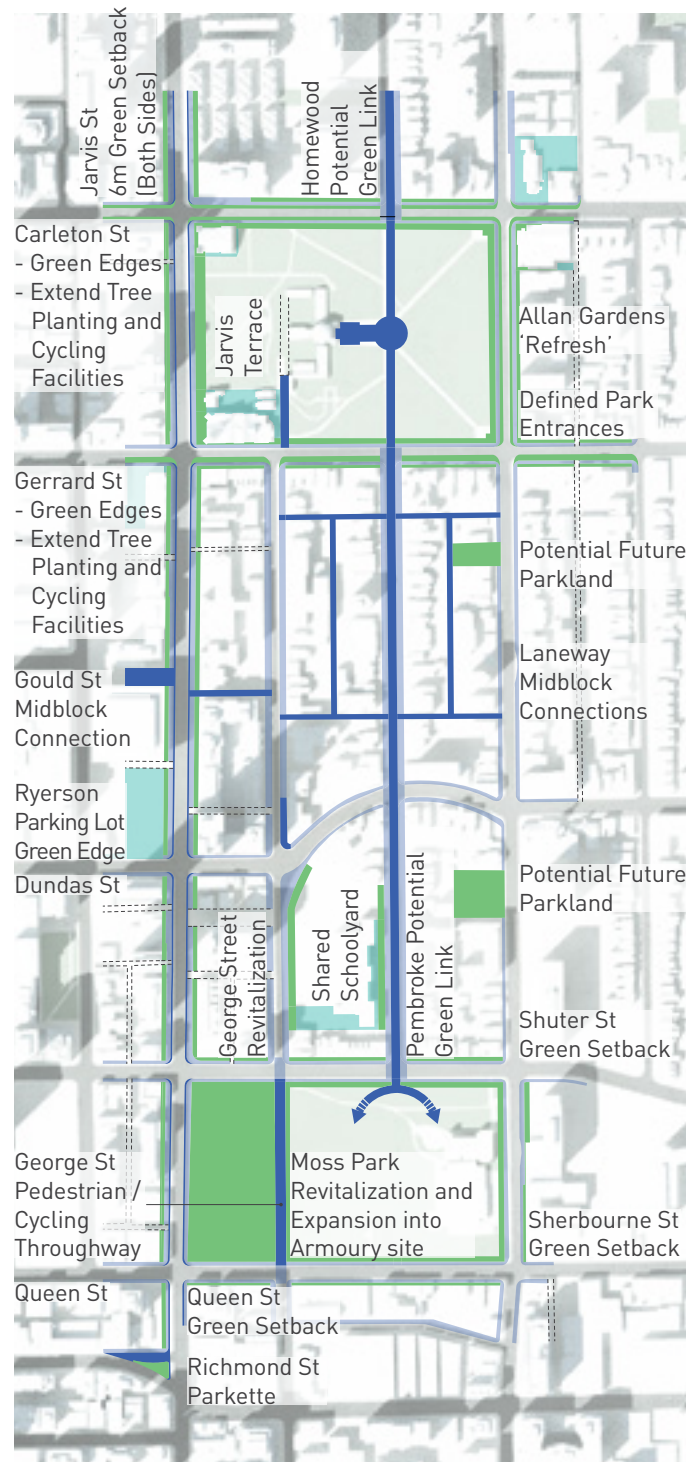 Jarvis St
6m Green Setback
(Both Sides)
Homewood
Potential
Green Link
Carleton St
- Green Edges
- Extend Tree
Planting and
Cycling
Facilities
Jarvis
Terrace
Allan Gardens
‘Refresh’
Defined Park
Entrances
Gerrard St
- Green Edges
- Extend Tree
Planting and
Cycling
Facilities
Potential Future
Parkland
Gould St
Midblock
Connection
Laneway
Midblock
Connections
Ryerson
Parking Lot
Green Edge
Dundas St
George Street
Revitalization
Shared
Schoolyard
Pembroke Potential
Green Link
Potential Future
Parkland
Shuter St
Green Setback
George St
Pedestrian /
Cycling
Throughway
Moss Park
Revitalization and
Expansion into
Armoury site
Sherbourne St
Green Setback
Queen St
Queen St
Green Setback
Richmond St
Parkette